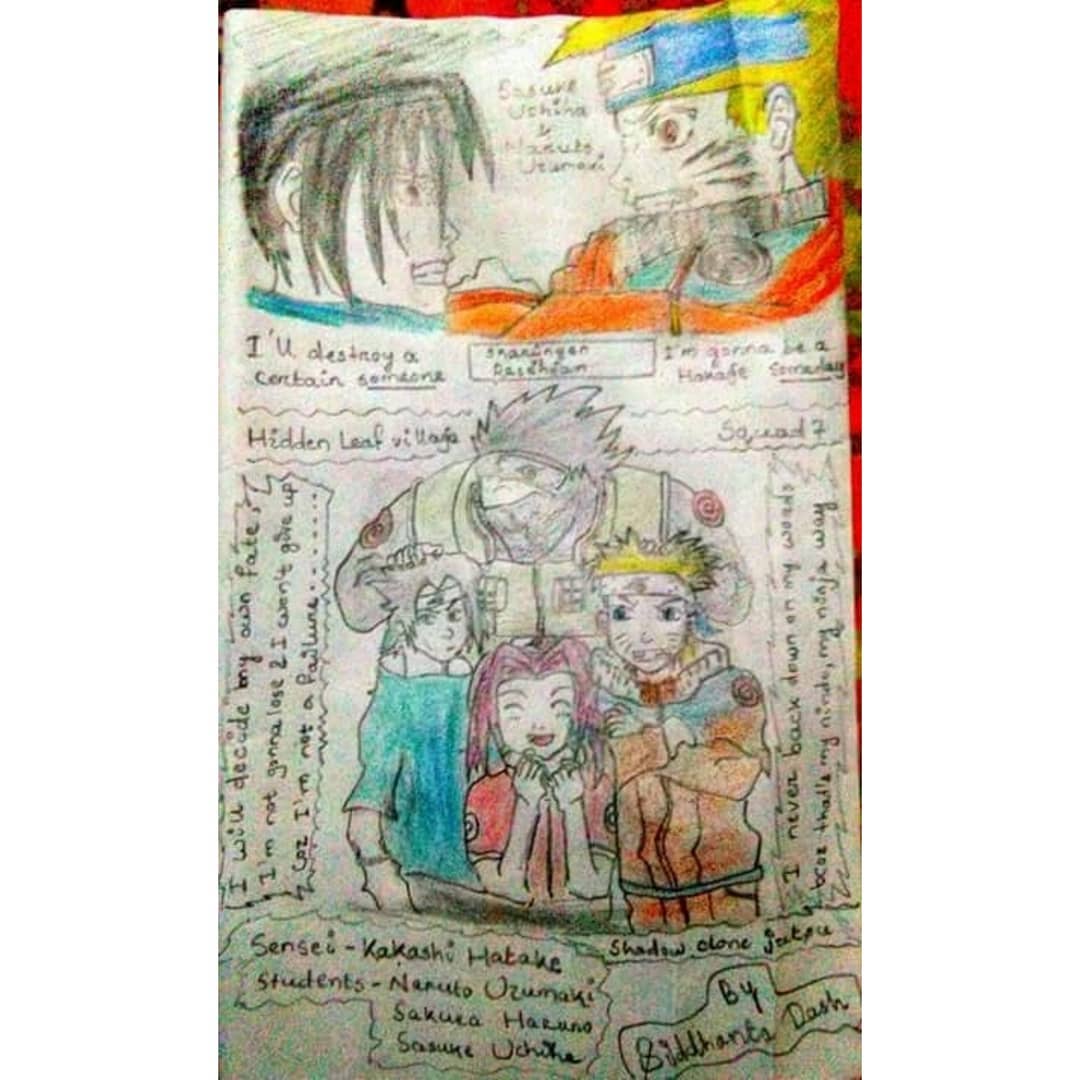 Sasuke
Uchiha
&
Naruto
Uzumaki
I'll destroy a
certain someone
Sharingan
Rasengan
I'm gonna be a
Hokage Someday
Hidden Leaf village
Squad 7
I will decide my own fate,
I'm not gonna lose & I won't give up
coz I'm not a failure........
I never back down on my words
bcoz that's my nindo, my ninja way
Sensei - Kakashi Hatake
Students - Naruto Uzumaki
Sakura Haruno
Sasuke Uchiha
Shadow clone jutsu
By
Siddhanta Dash